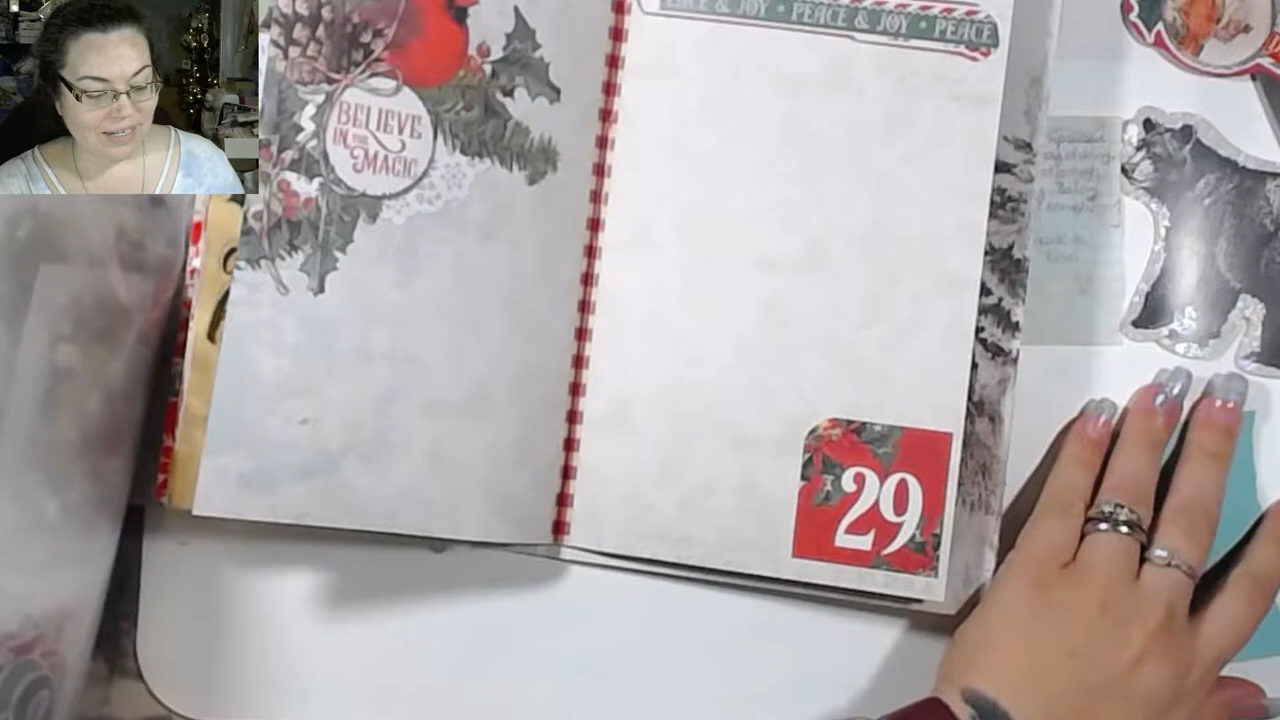 PEACE & JOY • PEACE & JOY • PEACE
BELIEVE
IN THE
MAGIC
29